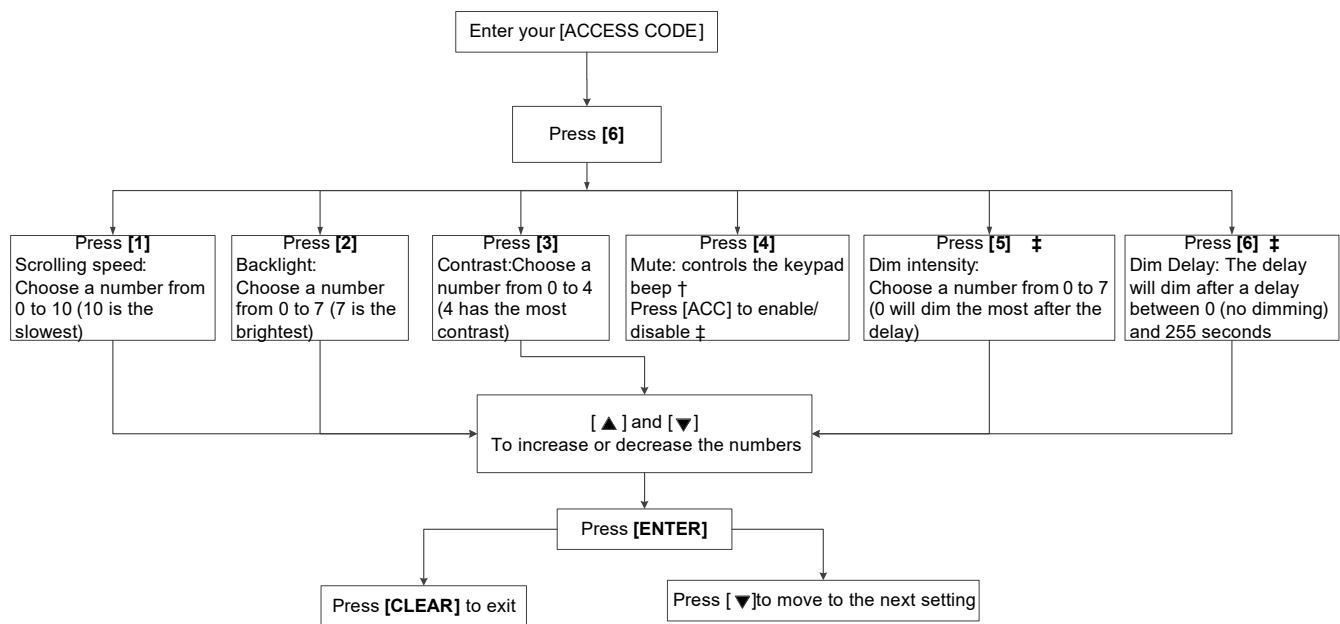 Enter your [ACCESS CODE]
Press [6]
Press [1]
Scrolling speed:
Choose a number from
0 to 10 (10 is the
slowest)
Press [2]
Backlight:
Choose a number
from 0 to 7 (7 is the
brightest)
Press [3]
Contrast:Choose a
number from 0 to 4
(4 has the most
contrast)
Press [4]
Mute: controls the keypad
beep †
Press [ACC] to enable/
disable ‡
Press [5] ‡
Dim intensity:
Choose a number from 0 to 7
(0 will dim the most after the
delay)
Press [6] ‡
Dim Delay: The delay
will dim after a delay
between 0 (no dimming)
and 255 seconds
[ ▲ ] and [ ▼ ]
To increase or decrease the numbers
Press [ENTER]
Press [CLEAR] to exit
Press [ ▼]to move to the next setting